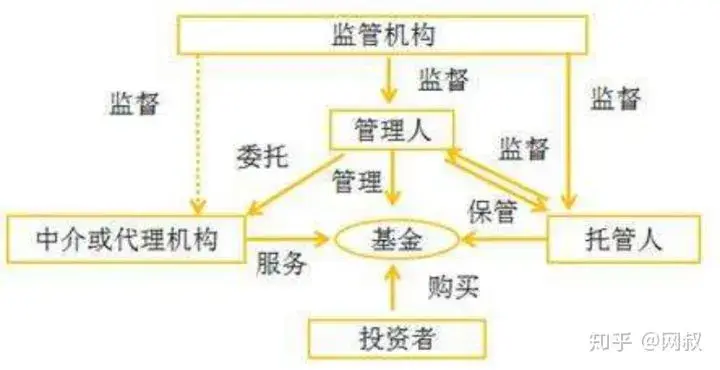 监管机构
监督
监督
监督
管理人
委托
管理
监督
保管
中介或代理机构
服务
基金
托管人
购买
投资者
知乎 @网叔